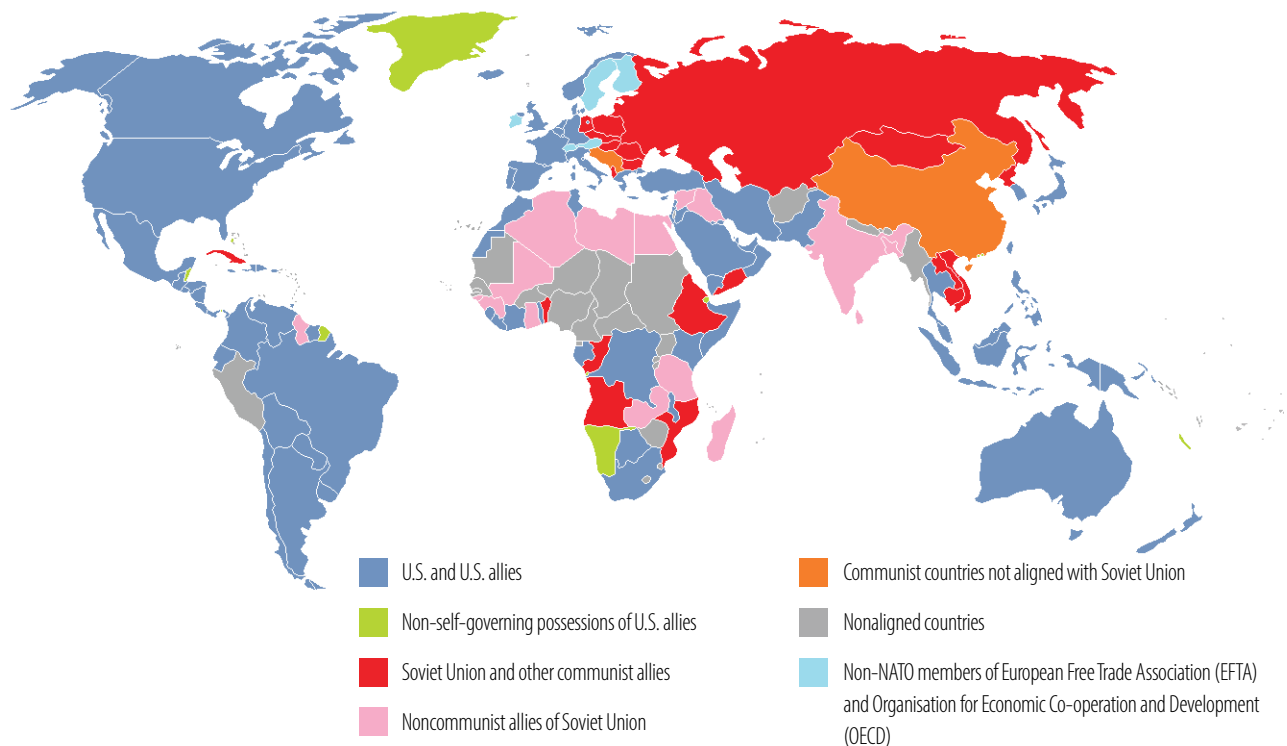 U.S. and U.S. allies
Non-self-governing possessions of U.S. allies
Soviet Union and other communist allies
Noncommunist allies of Soviet Union
Communist countries not aligned with Soviet Union
Nonaligned countries
Non-NATO members of European Free Trade Association (EFTA)
and Organisation for Economic Co-operation and Development
(OECD)